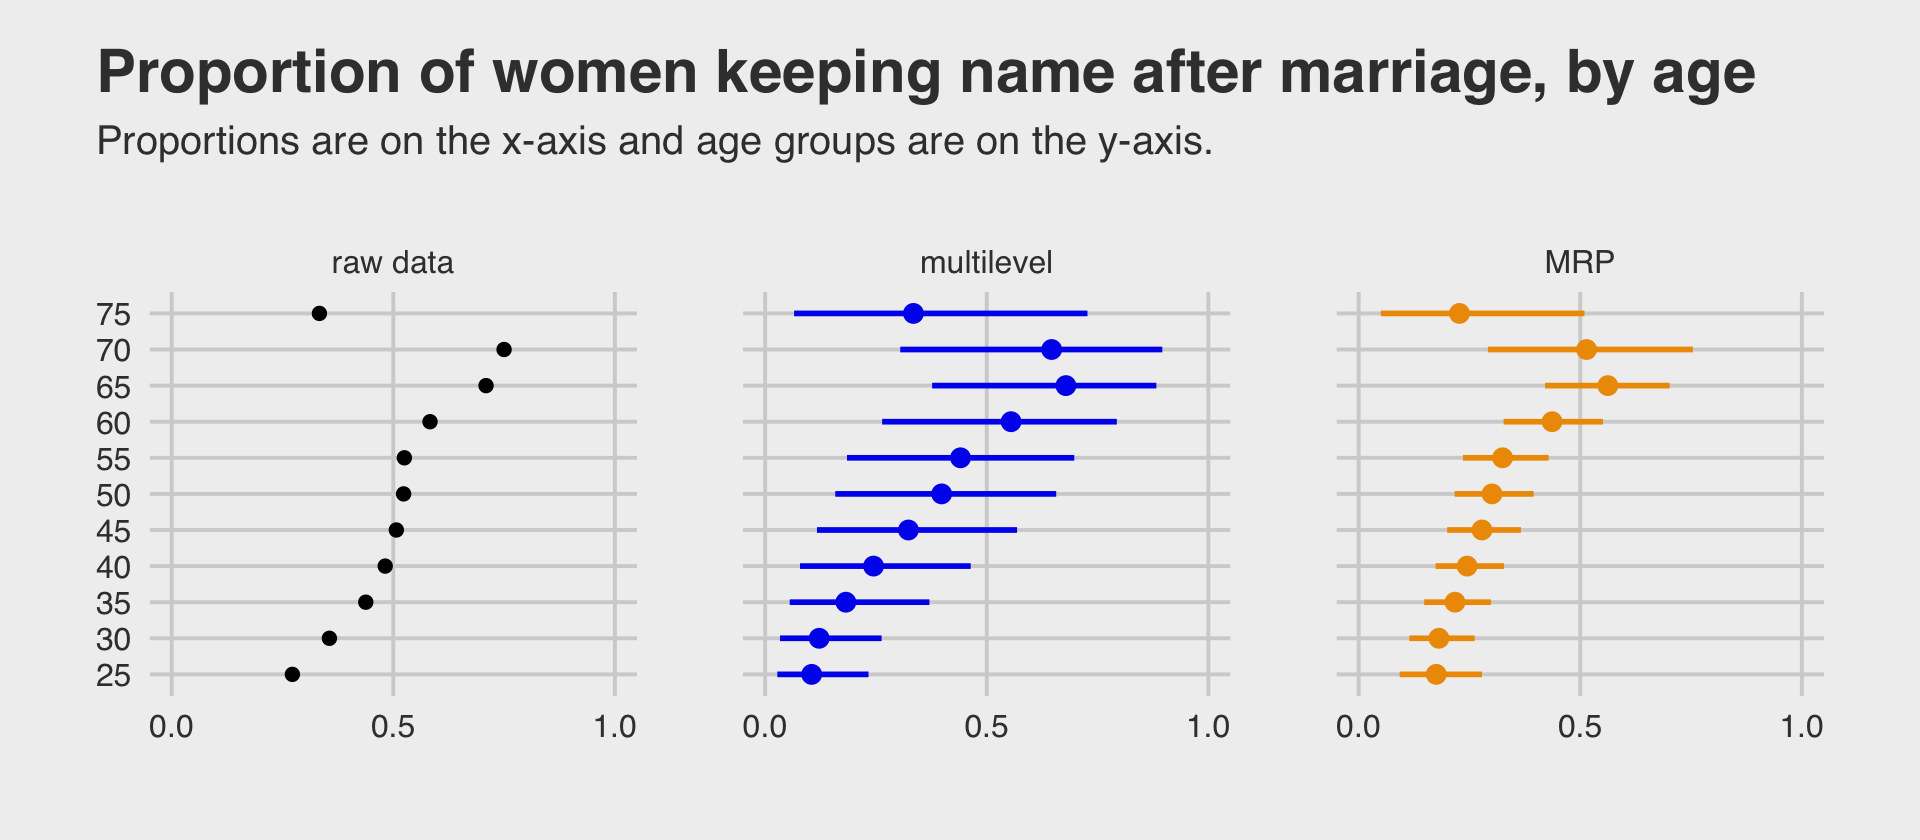 Proportion of women keeping name after marriage, by age
Proportions are on the x-axis and age groups are on the y-axis.
raw data multilevel MRP
75
70
65
60
55
50
45
40
35
30
25
0.0 0.5 1.0 0.0 0.5 1.0 0.0 0.5 1.0